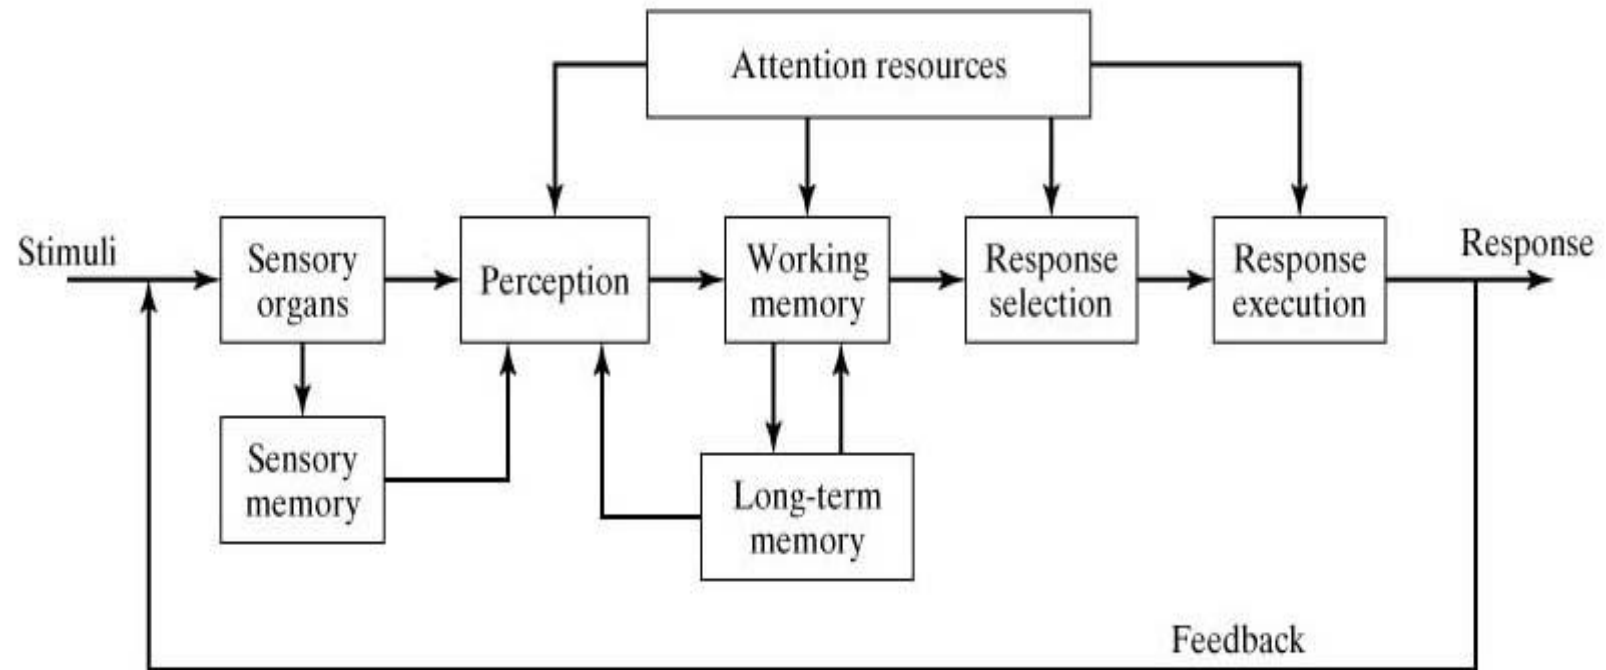 Attention resources
Stimuli
Sensory
organs
Perception
Working
memory
Response
selection
Response
execution
Response
Sensory
memory
Long-term
memory
Feedback